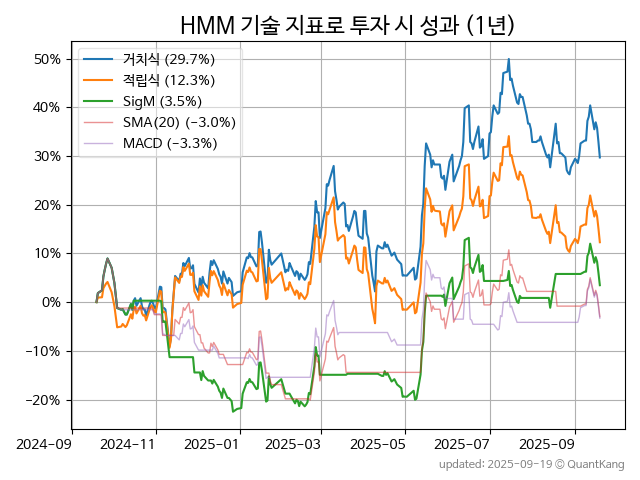 HMM 기술 지표로 투자 시 성과 (1년)
거치식 (29.7%)
적립식 (12.3%)
SigM (3.5%)
SMA(20) (−3.0%)
MACD (−3.3%)
50%
40%
30%
20%
10%
0%
−10%
−20%
2024-09
2024-11
2025-01
2025-03
2025-05
2025-07
2025-09
updated: 2025-09-19 © QuantKang